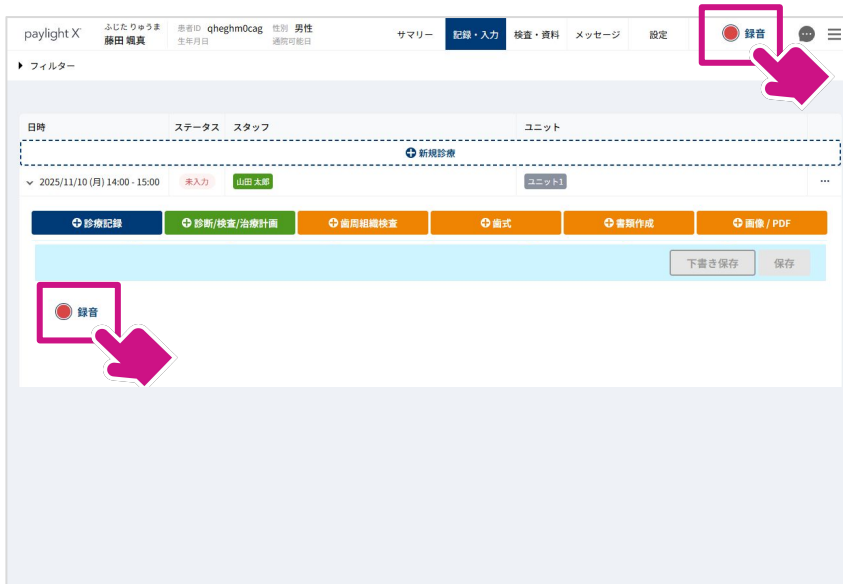 paylight X
ふじた りゅうま
藤田 颯真
患者ID qheghm0cag 性別 男性
生年月日 通院可能日
サマリー 記録・入力 検査・資料 メッセージ 設定 録音
フィルター
日時 ステータス スタッフ ユニット
新規診療
2025/11/10 (月) 14:00 - 15:00 未入力 山田 太郎 ユニット1
診療記録 診断/検査/治療計画 歯周組織検査 歯式 書類作成 画像 / PDF
下書き保存 保存
録音